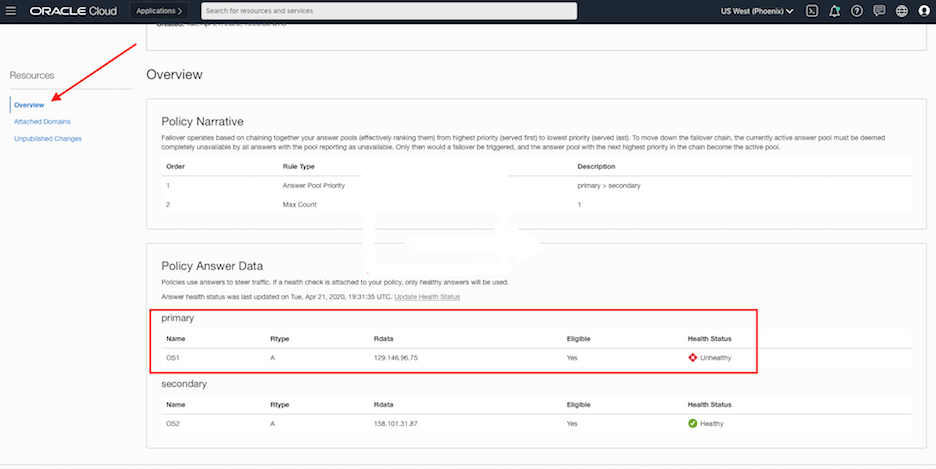 ORACLE Cloud Applications > Search for resources and services US West (Phoenix)
Resources
Overview
Attached Domains
Unpublished Changes
Overview
Policy Narrative
Failover operates based on chaining together your answer pools (effectively ranking them) from highest priority (served first) to lowest priority (served last). To move down the failover chain, the currently active answer pool must be deemed
completely unavailable by all answers with the pool reporting as unavailable. Only then would a failover be triggered, and the answer pool with the next highest priority in the chain become the active pool.
Order Rule Type Description
1 Answer Pool Priority primary > secondary
2 Max Count 1
Policy Answer Data
Policies use answers to steer traffic. If a health check is attached to your policy, only healthy answers will be used.
Answer health status was last updated on Tue, Apr 21, 2020, 19:31:35 UTC. Update Health Status
primary
Name Rtype Rdata Eligible Health Status
OS1 A 129.146.96.75 Yes Unhealthy
secondary
Name Rtype Rdata Eligible Health Status
OS2 A 158.101.31.87 Yes Healthy